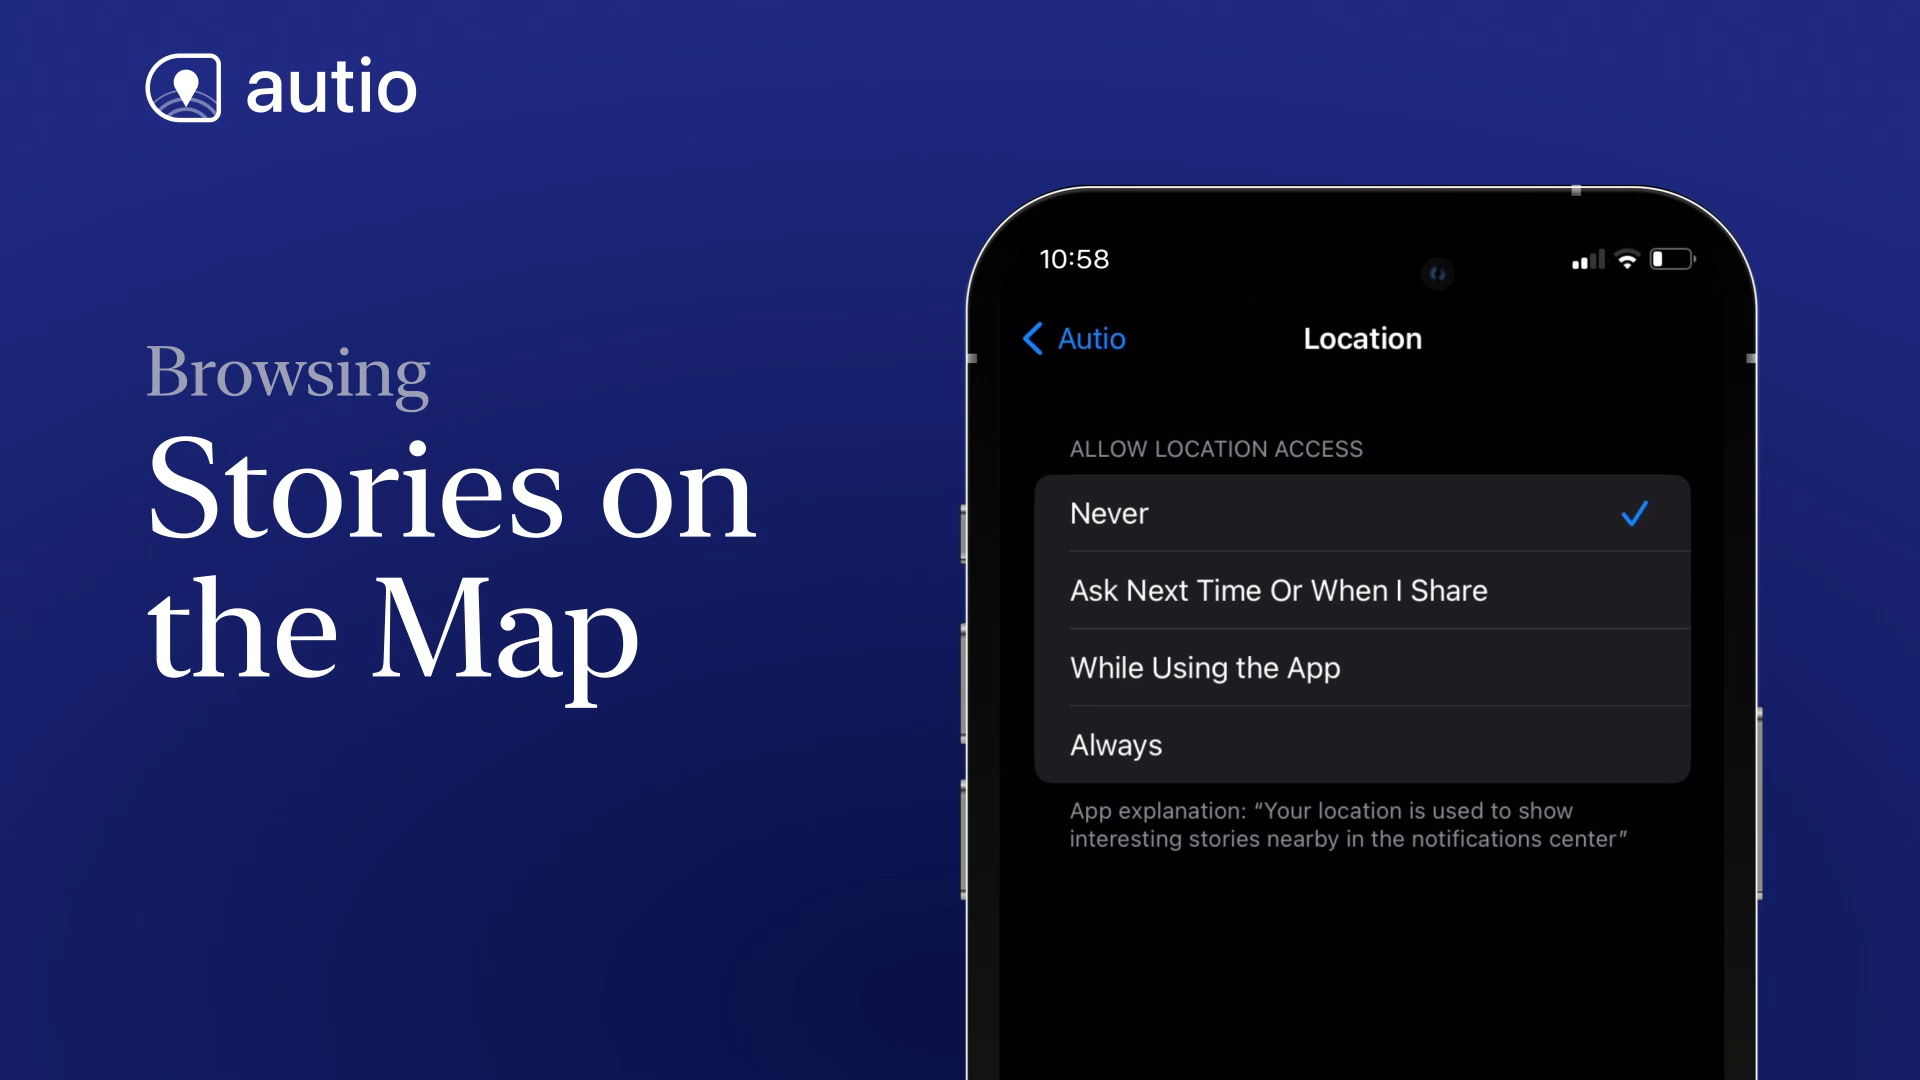 autio
Browsing
Stories on
the Map
10:58
Autio
Location
ALLOW LOCATION ACCESS
Never
Ask Next Time Or When I Share
While Using the App
Always
App explanation: “Your location is used to show
interesting stories nearby in the notifications center”